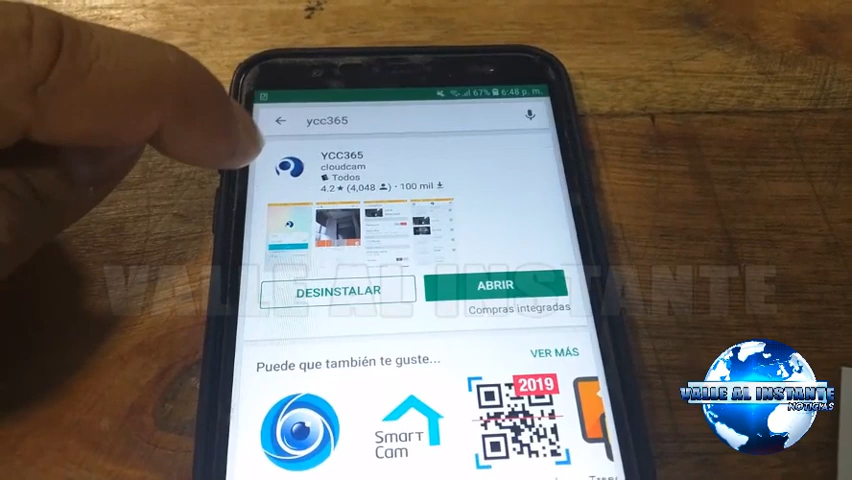 67% 6:48 p. m.
ycc365
YCC365
cloudcam
Todos
4.2★ (4,048) · 100 mil
DESINSTALAR
ABRIR
Compras integradas
VALLE AL INSTANTE
Puede que también te guste...
VER MÁS
2019
Smart
Cam
VALLE AL INSTANTE
NOTICIAS